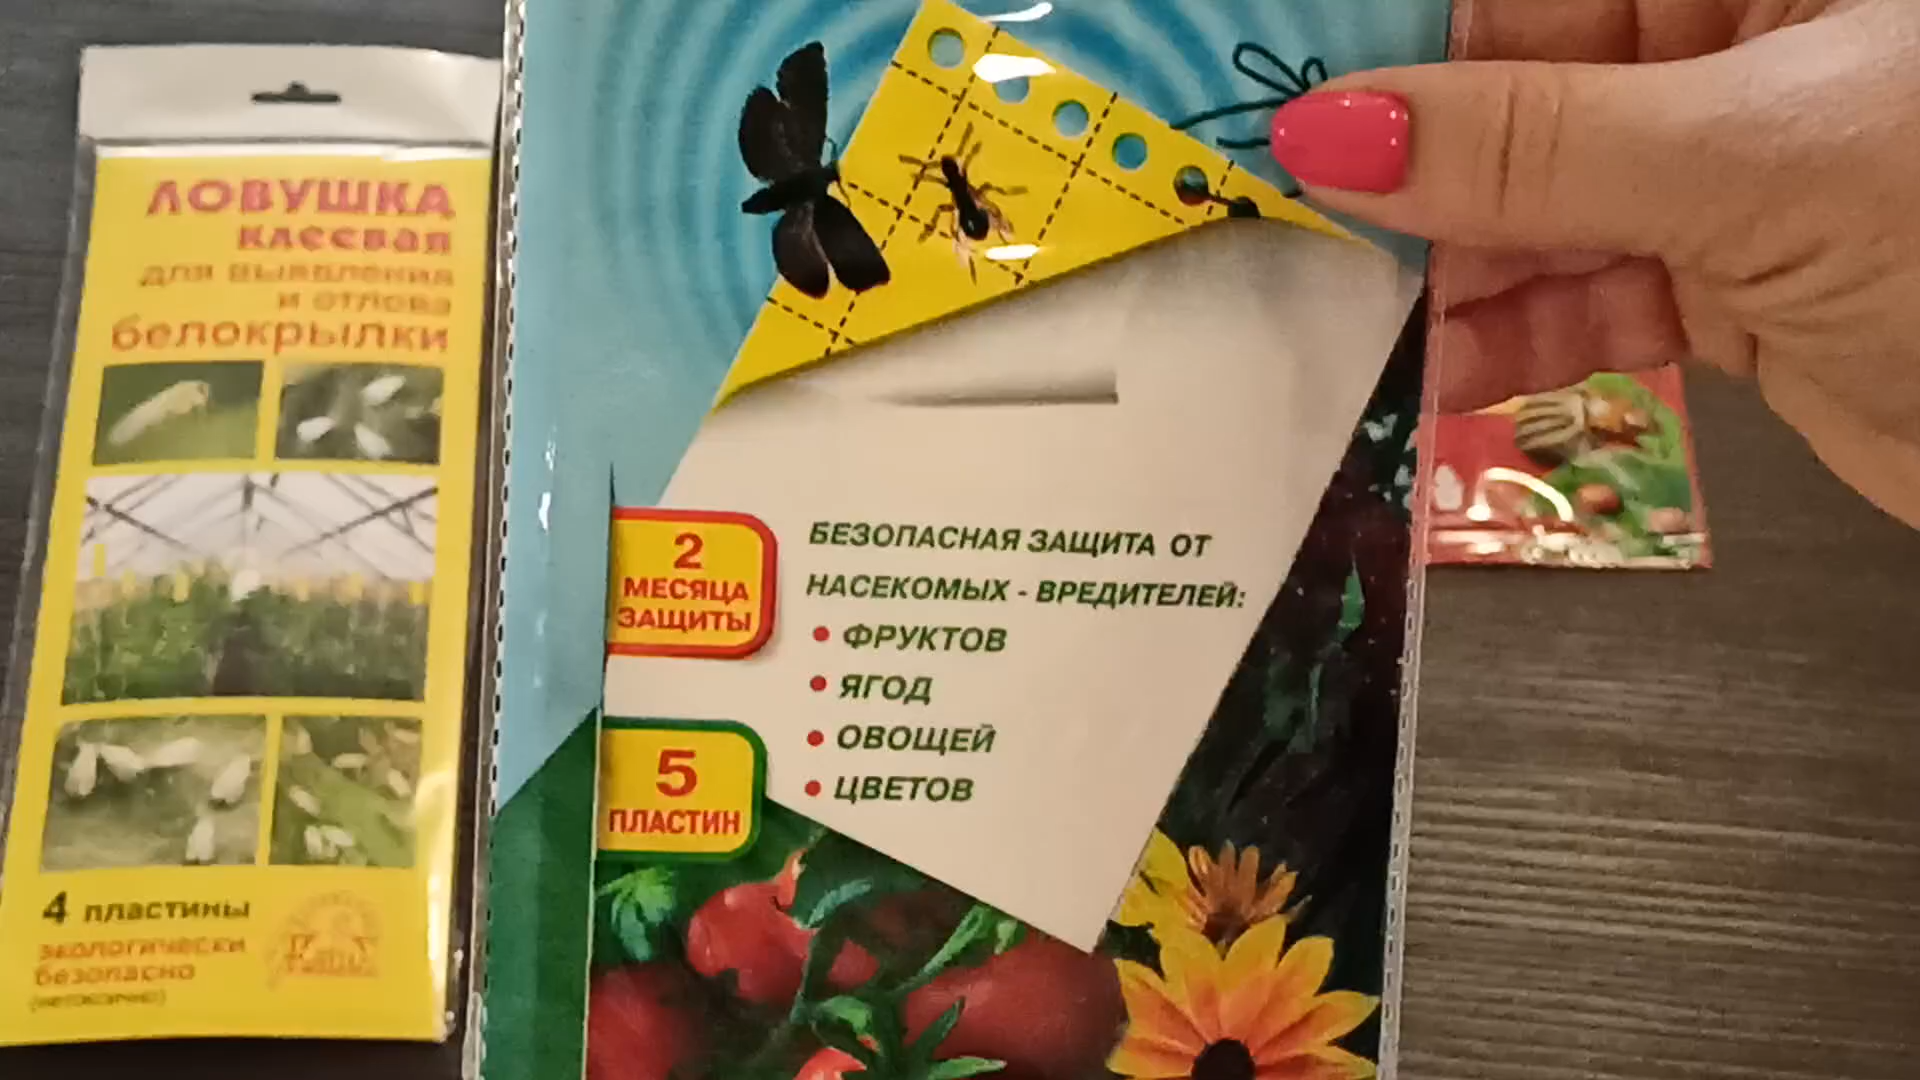 ЛОВУШКА
клеевая
для выявления
и отлова
белокрылки
4 пластины
экологически
безопасно
(нетоксично)
2
МЕСЯЦА
ЗАЩИТЫ
5
ПЛАСТИН
БЕЗОПАСНАЯ ЗАЩИТА ОТ
НАСЕКОМЫХ - ВРЕДИТЕЛЕЙ:
• ФРУКТОВ
• ЯГОД
• ОВОЩЕЙ
• ЦВЕТОВ